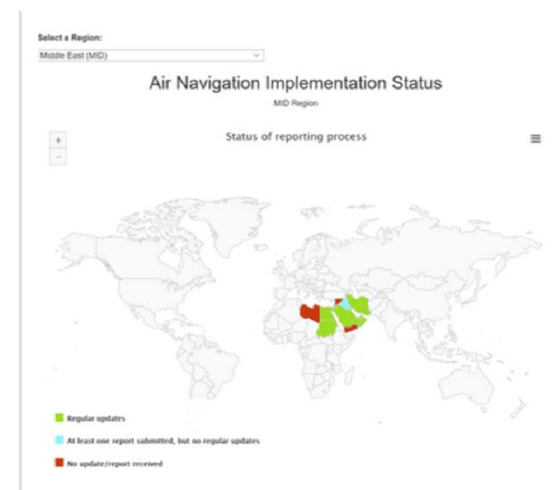 Select a Region:
Middle East (MID)
Air Navigation Implementation Status
MID Region
Status of reporting process
+
-
Regular updates
At least one report submitted, but no regular updates
No update/report received